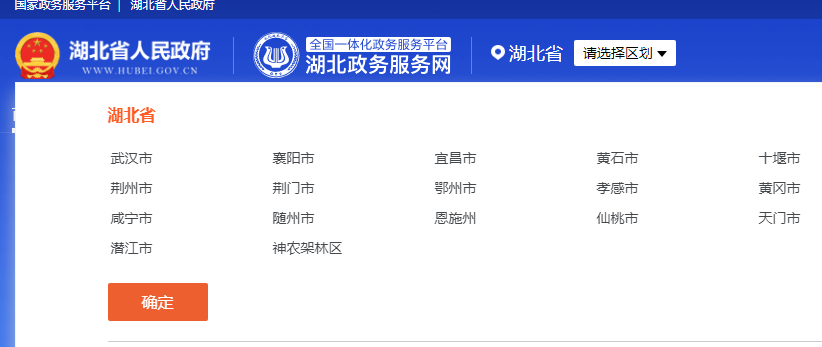 国家政务服务平台 | 湖北省人民政府
湖北省人民政府 全国一体化政务服务平台
WWW.HUBEI.GOV.CN 湖北政务服务网 湖北省 请选择区划
湖北省
武汉市 襄阳市 宜昌市 黄石市 十堰市
荆州市 荆门市 鄂州市 孝感市 黄冈市
咸宁市 随州市 恩施州 仙桃市 天门市
潜江市 神农架林区
确定